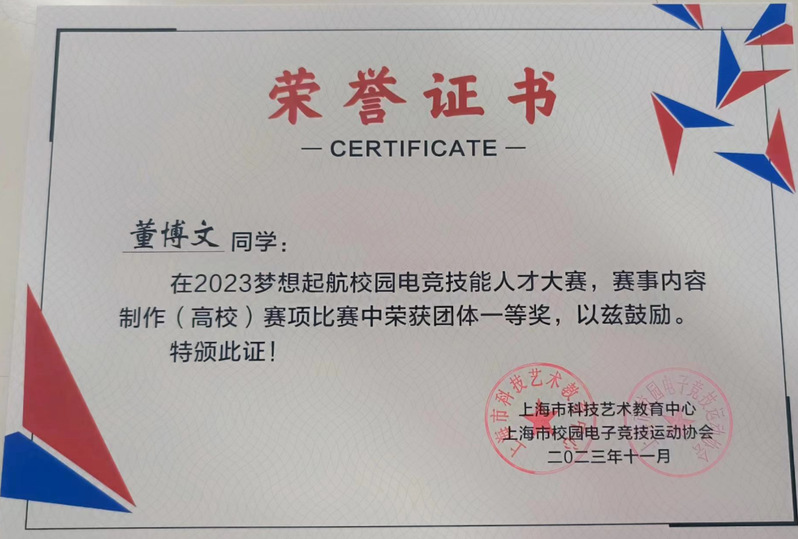 荣誉证书
— CERTIFICATE —
董博文 同学：
在2023梦想起航校园电竞技能人才大赛，赛事内容
制作（高校）赛项比赛中荣获团体一等奖，以兹鼓励。
特颁此证！
上海市科技艺术教育中心
上海市校园电子竞技运动协会
二〇二三年十一月